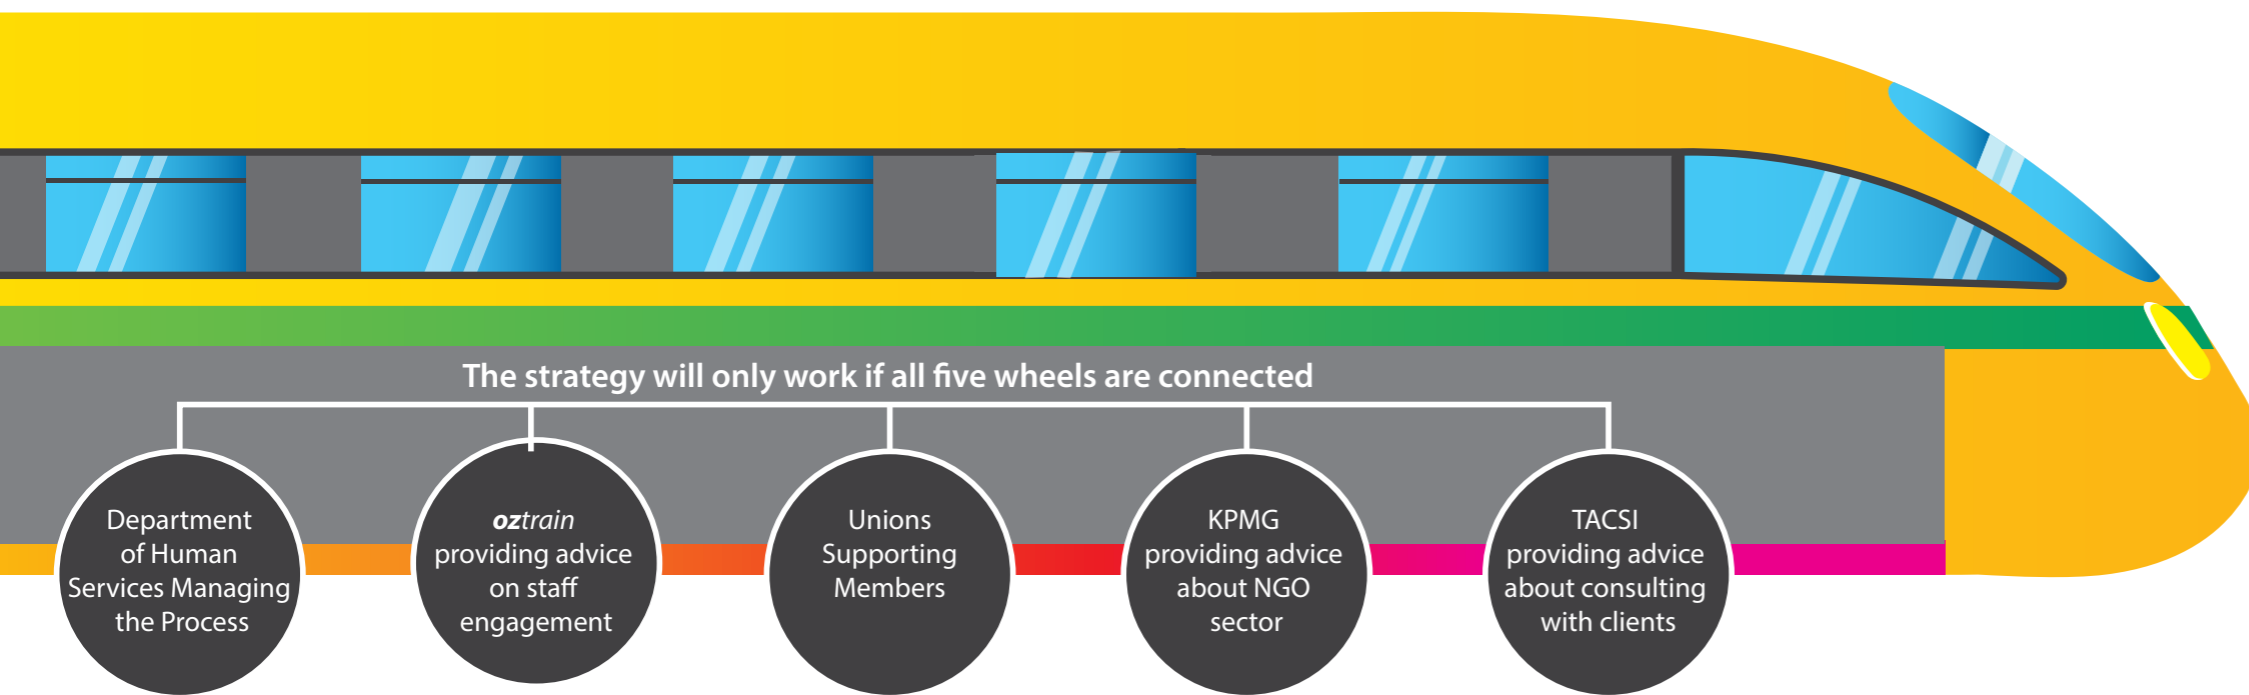 The strategy will only work if all five wheels are connected
Department
of Human
Services Managing
the Process
oztrain
providing advice
on staff
engagement
Unions
Supporting
Members
KPMG
providing advice
about NGO
sector
TACSI
providing advice
about consulting
with clients